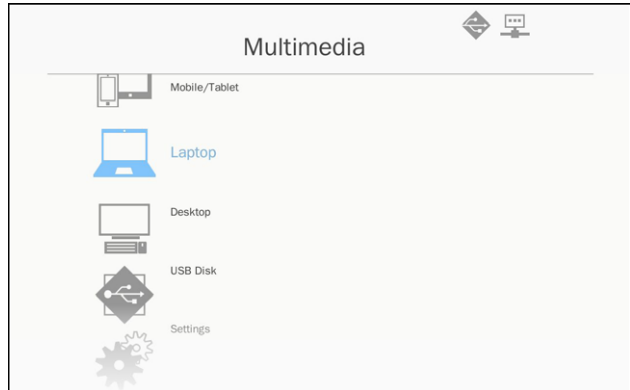 Multimedia
Mobile/Tablet
Laptop
Desktop
USB Disk
Settings